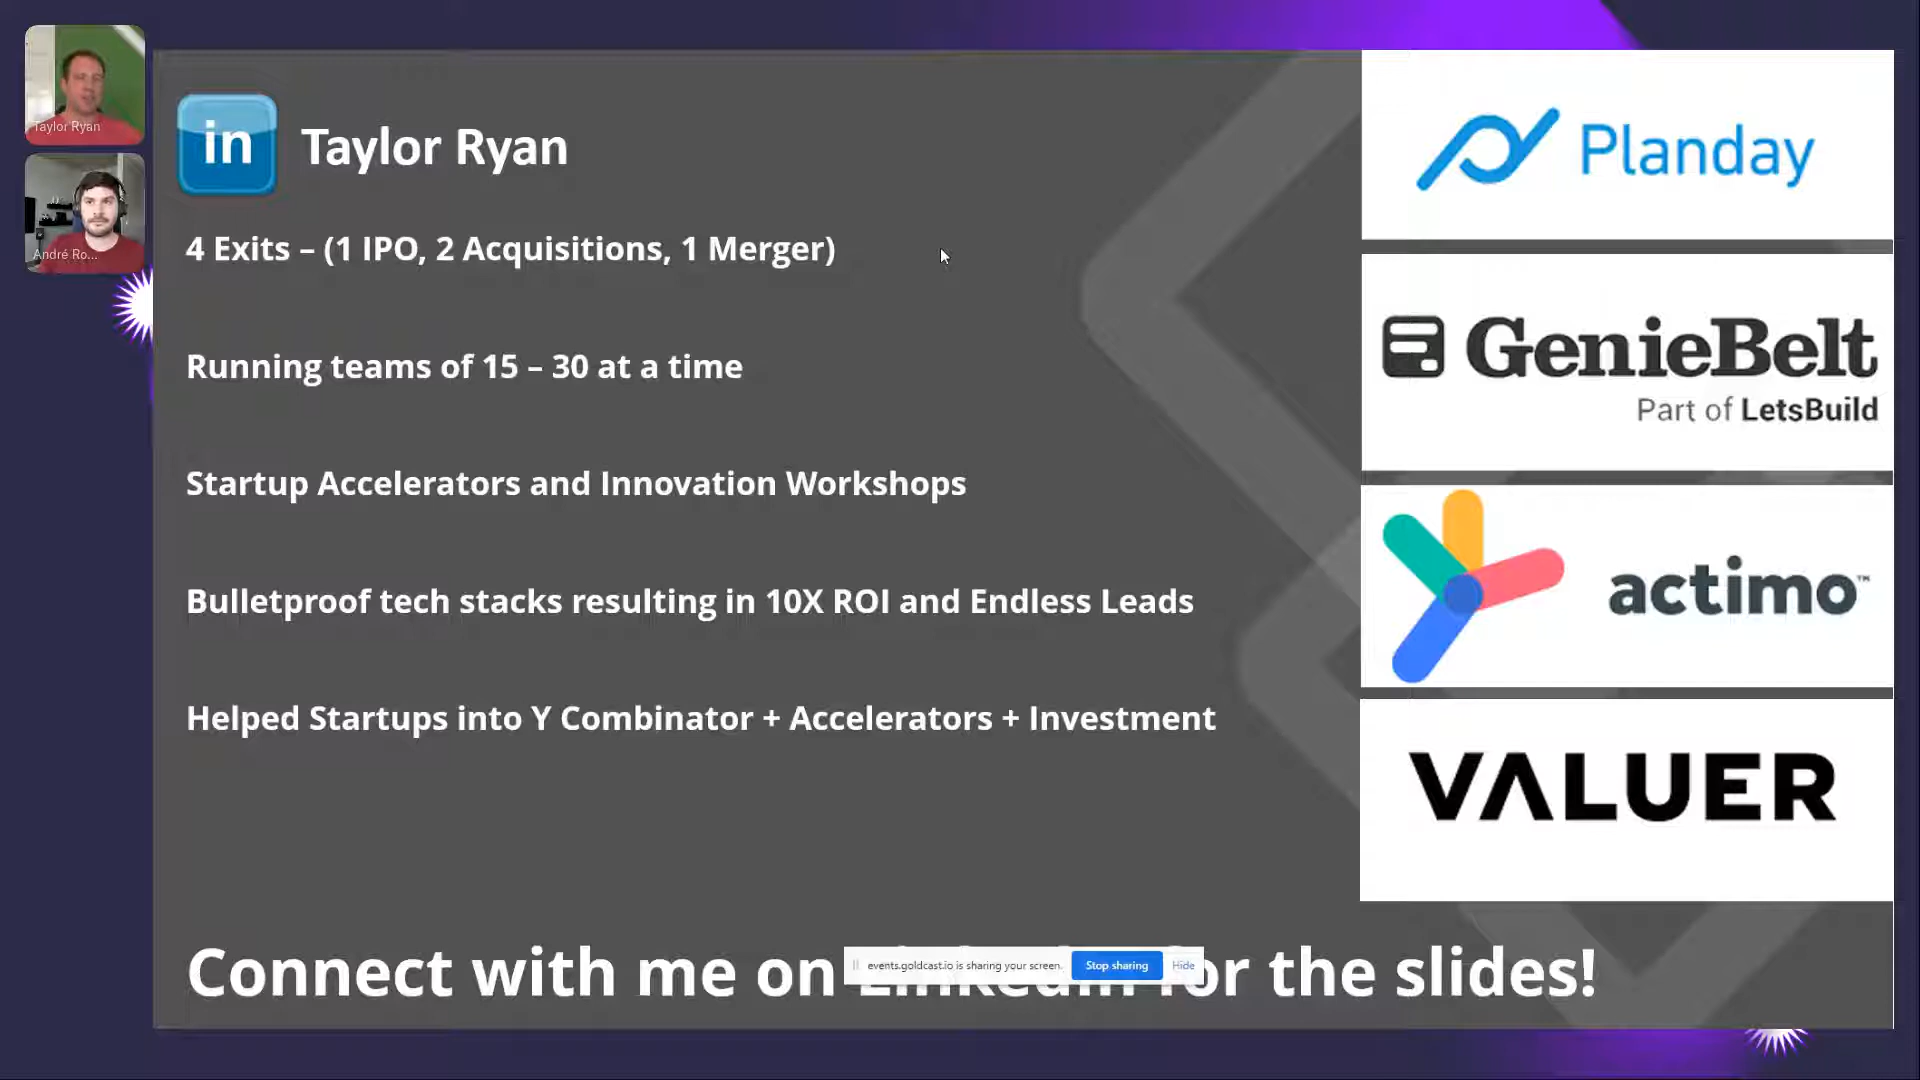 Taylor Ryan
André Ro...
in
Taylor Ryan
4 Exits – (1 IPO, 2 Acquisitions, 1 Merger)
Running teams of 15 – 30 at a time
Startup Accelerators and Innovation Workshops
Bulletproof tech stacks resulting in 10X ROI and Endless Leads
Helped Startups into Y Combinator + Accelerators + Investment
Connect with me on LinkedIn for the slides!
events.goldcast.io is sharing your screen. Stop sharing Hide
Planday
GenieBelt
Part of LetsBuild
actimo™
VALUER